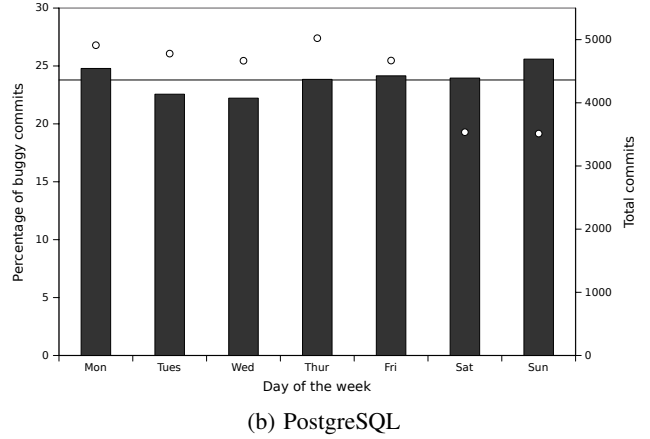 30
25
20
15
10
5
0
Percentage of buggy commits
5000
4000
3000
2000
1000
0
Total commits
Mon Tues Wed Thur Fri Sat Sun
Day of the week
(b) PostgreSQL